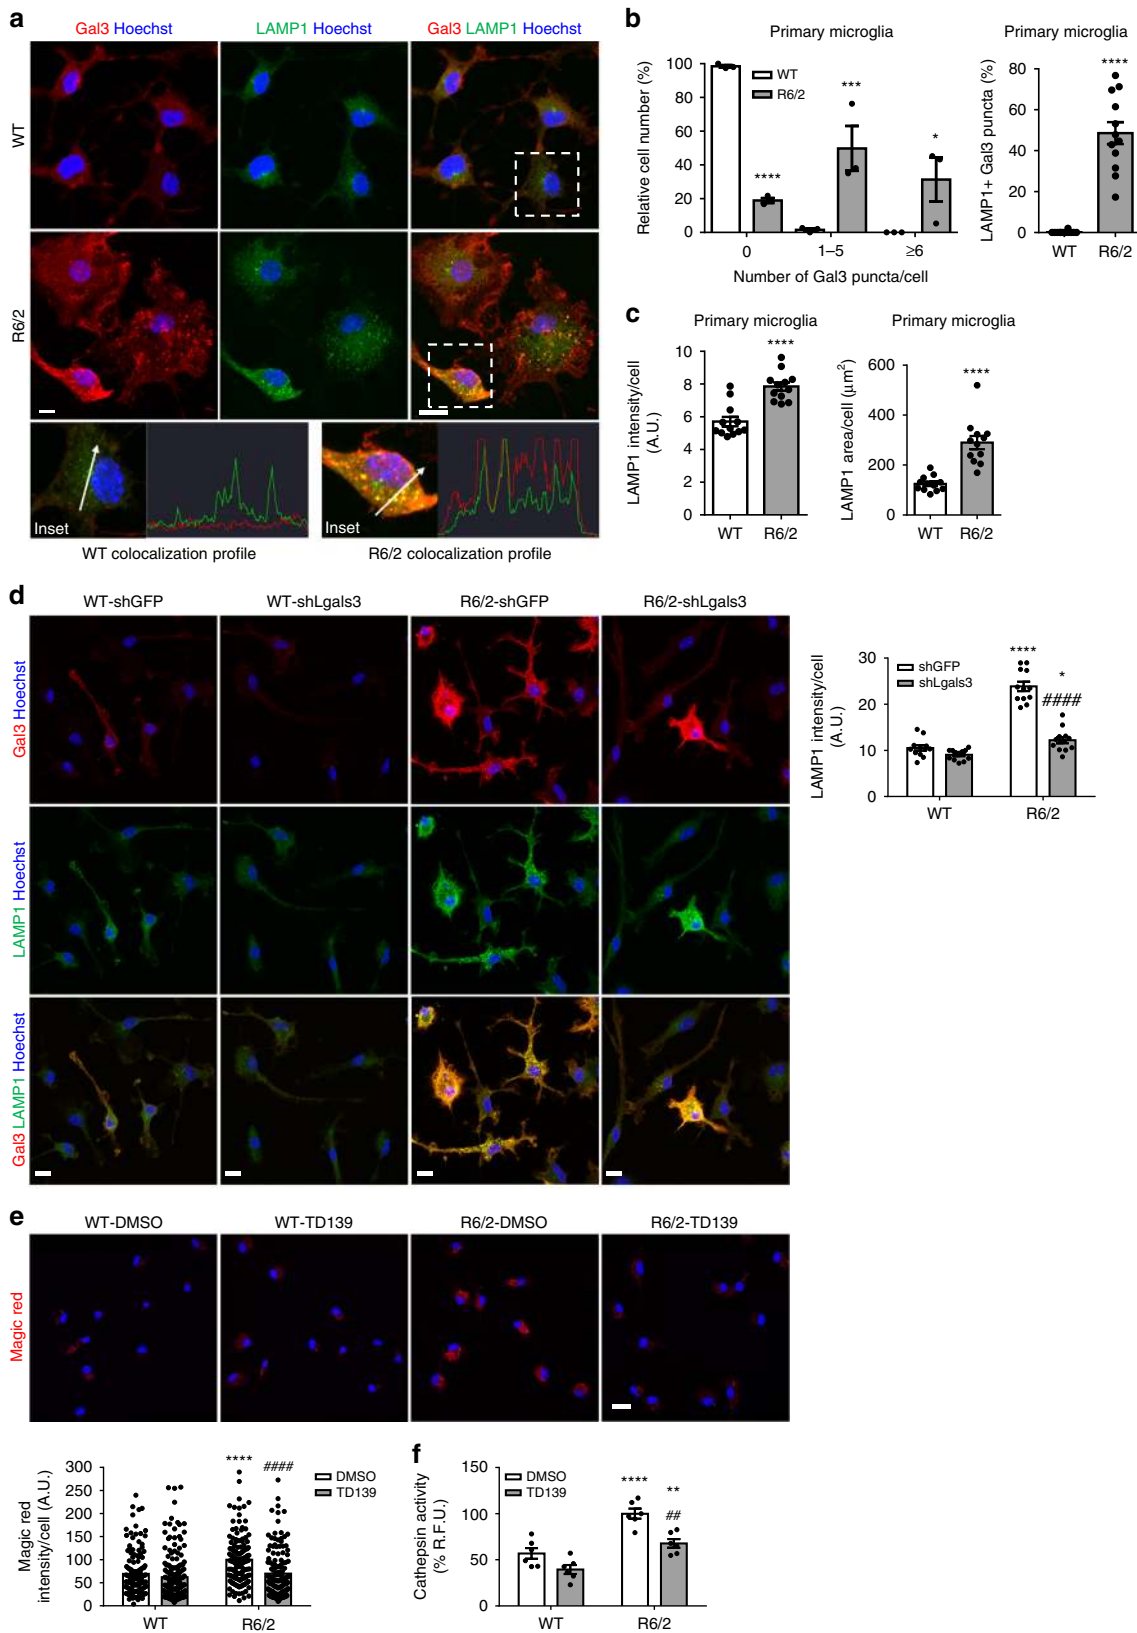 a
Gal3 Hoechst
LAMP1 Hoechst
Gal3 LAMP1 Hoechst
WT
R6/2
Inset
Inset
WT colocalization profile
R6/2 colocalization profile
b
Primary microglia
Relative cell number (%)
100
80
60
40
20
0
WT
R6/2
****
***
*
0
1–5
≥6
Number of Gal3 puncta/cell
Primary microglia
LAMP1+ Gal3 puncta (%)
80
60
40
20
0
****
WT
R6/2
c
Primary microglia
LAMP1 intensity/cell
(A.U.)
10
8
6
4
2
0
****
WT
R6/2
Primary microglia
LAMP1 area/cell (μm²)
600
400
200
0
****
WT
R6/2
d
WT-shGFP
WT-shLgals3
R6/2-shGFP
R6/2-shLgals3
Gal3 Hoechst
LAMP1 Hoechst
Gal3 LAMP1 Hoechst
LAMP1 intensity/cell
(A.U.)
30
20
10
0
shGFP
shLgals3
****
*
####
WT
R6/2
e
WT-DMSO
WT-TD139
R6/2-DMSO
R6/2-TD139
Magic red
Magic red
intensity/cell (A.U.)
300
250
200
150
100
50
0
****
####
DMSO
TD139
WT
R6/2
f
Cathepsin activity
(% R.F.U.)
150
100
50
0
DMSO
TD139
****
**
##
WT
R6/2